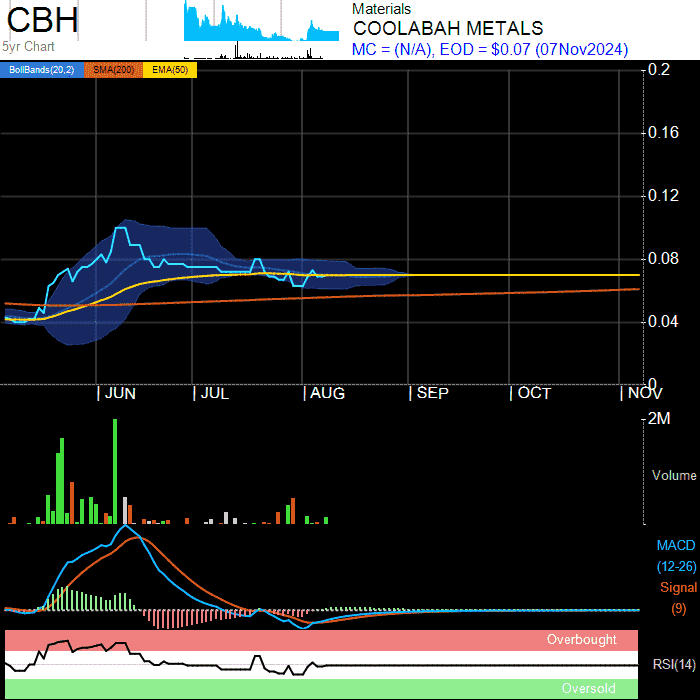 CBH
5yr Chart
Materials
COOLABAH METALS
MC = (N/A), EOD = $0.07 (07Nov2024)
BollBands(20,2) SMA(200) EMA(50)
0.2
0.16
0.12
0.08
0.04
0
JUN JUL AUG SEP OCT NOV
2M
Volume
MACD
(12-26)
Signal
(9)
Overbought
RSI(14)
Oversold